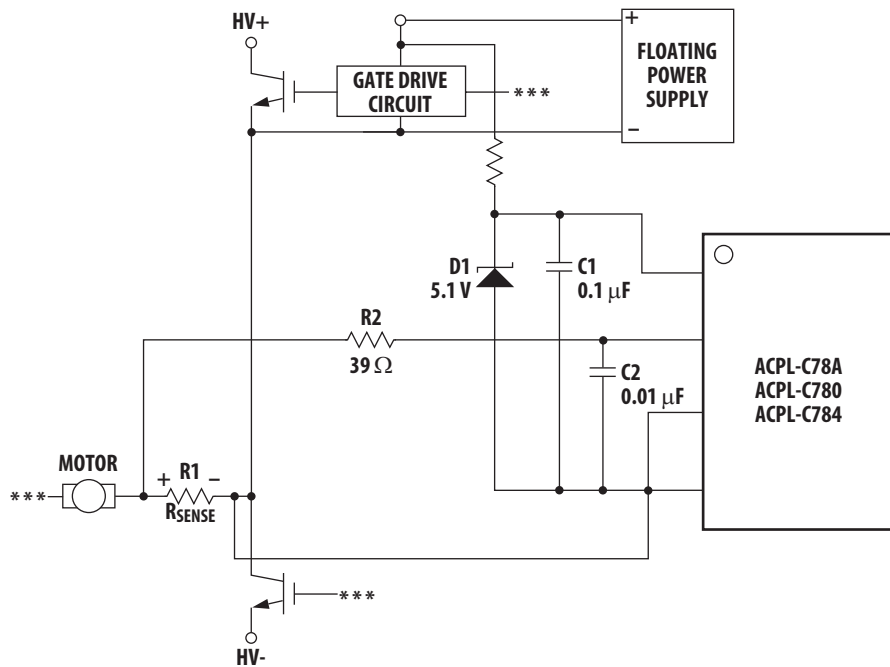 HV+
+
FLOATING
POWER
SUPPLY
GATE DRIVE
CIRCUIT
***
−
D1
5.1 V
C1
0.1 μF
R2
39 Ω
C2
0.01 μF
ACPL-C78A
ACPL-C780
ACPL-C784
MOTOR
+ R1 −
***
RSENSE
***
HV-